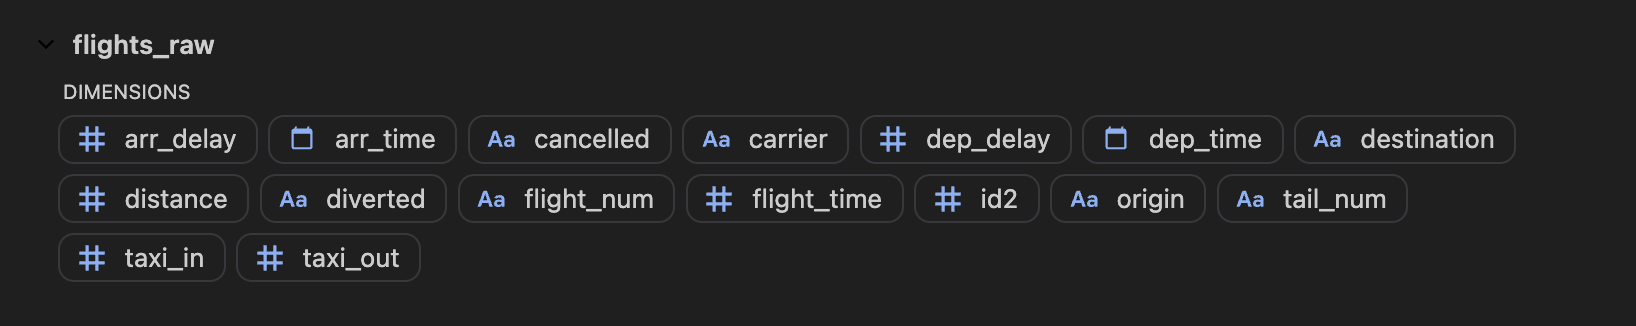 flights_raw
DIMENSIONS
arr_delay arr_time Aa cancelled Aa carrier dep_delay dep_time Aa destination
distance Aa diverted Aa flight_num flight_time id2 Aa origin Aa tail_num
taxi_in taxi_out